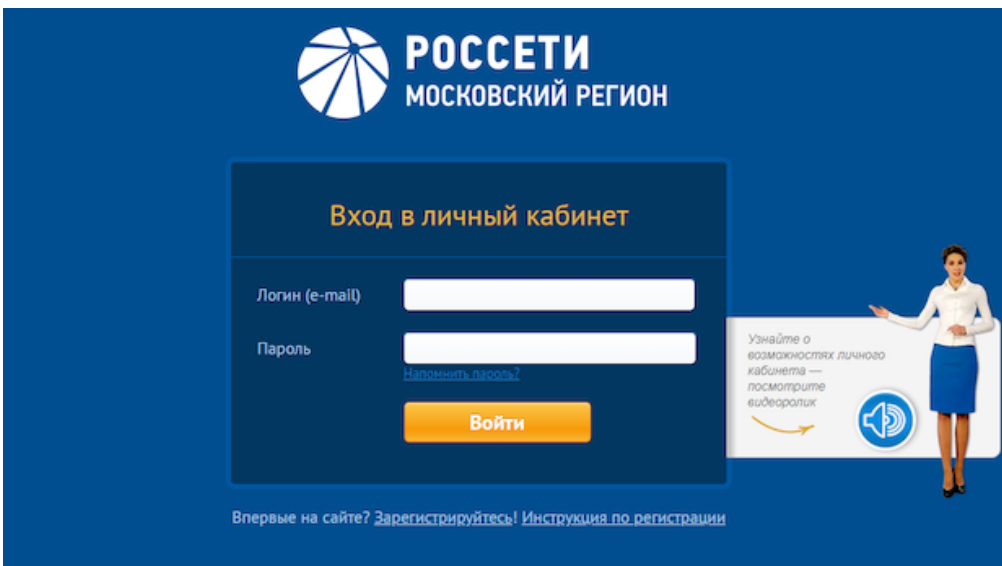 РОССЕТИ
МОСКОВСКИЙ РЕГИОН
Вход в личный кабинет
Логин (e-mail)
Пароль
Напомнить пароль?
Войти
Узнайте о
возможностях личного
кабинета —
посмотрите
видеоролик
Впервые на сайте? Зарегистрируйтесь! Инструкция по регистрации